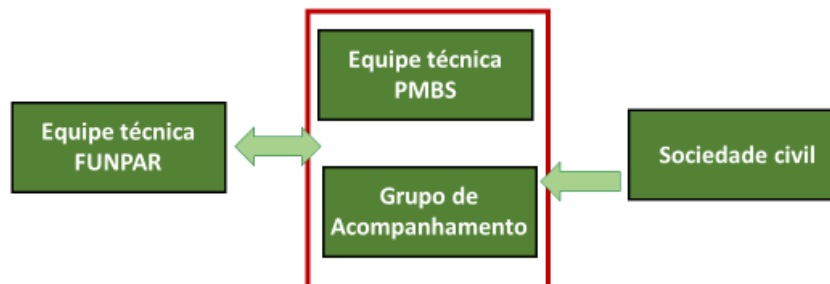 Equipe técnica
FUNPAR
Equipe técnica
PMBS
Grupo de
Acompanhamento
Sociedade civil